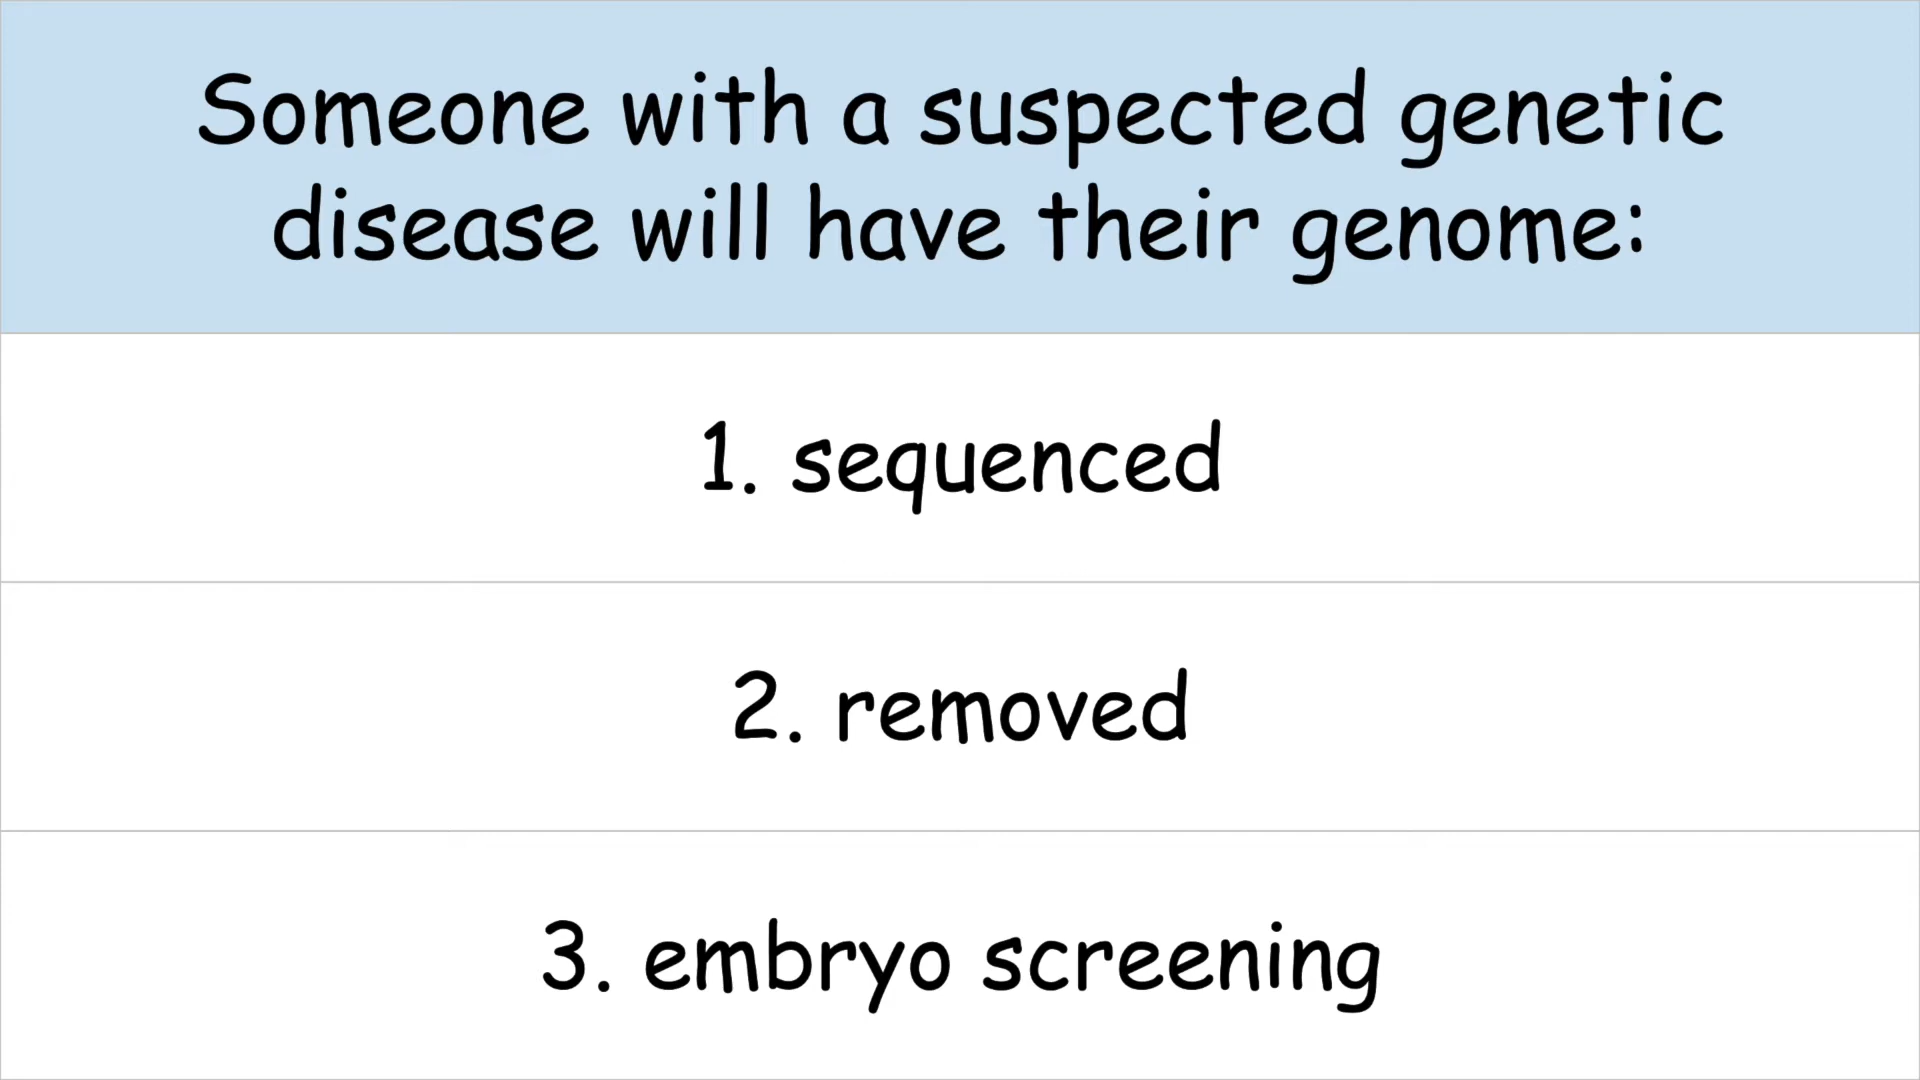 Someone with a suspected genetic
disease will have their genome:
1. sequenced
2. removed
3. embryo screening